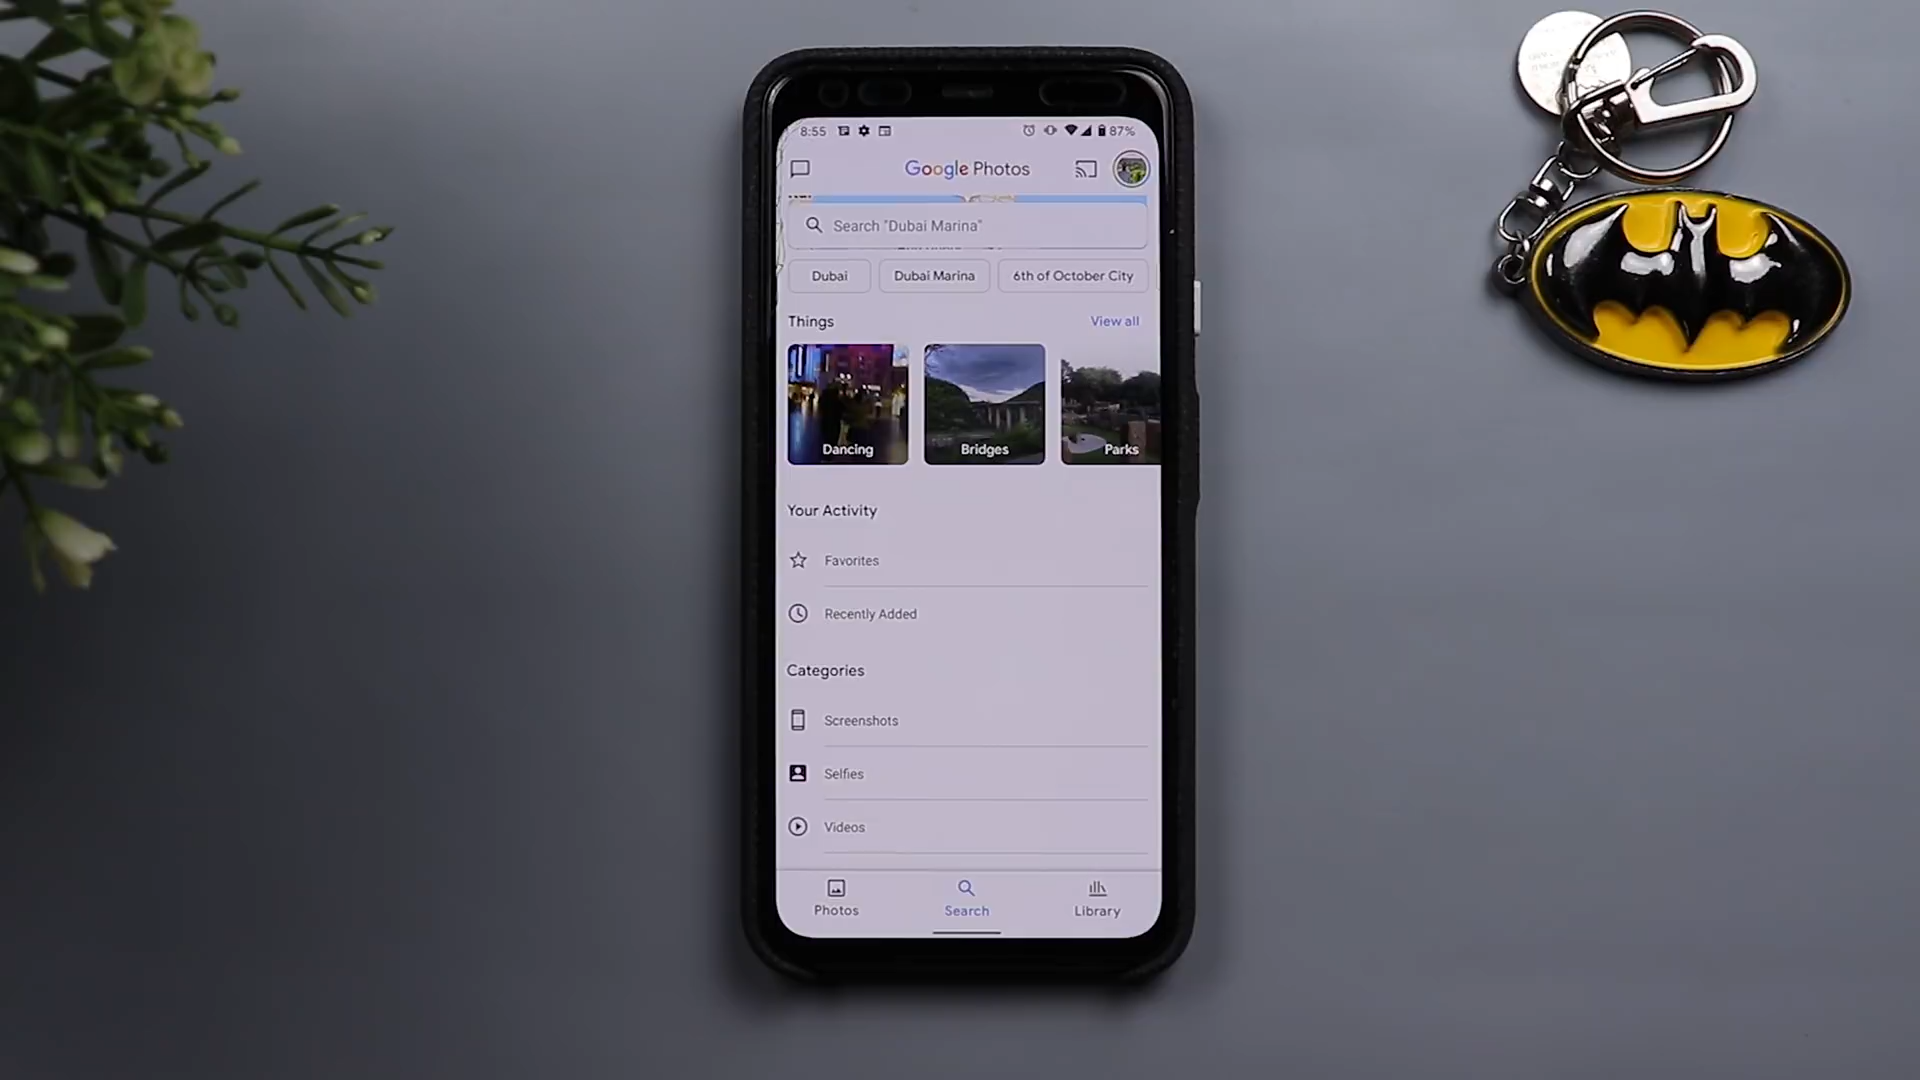 8:55 87%
Google Photos
Search "Dubai Marina"
Dubai Dubai Marina 6th of October City
Things View all
Dancing Bridges Parks
Your Activity
Favorites
Recently Added
Categories
Screenshots
Selfies
Videos
Photos Search Library